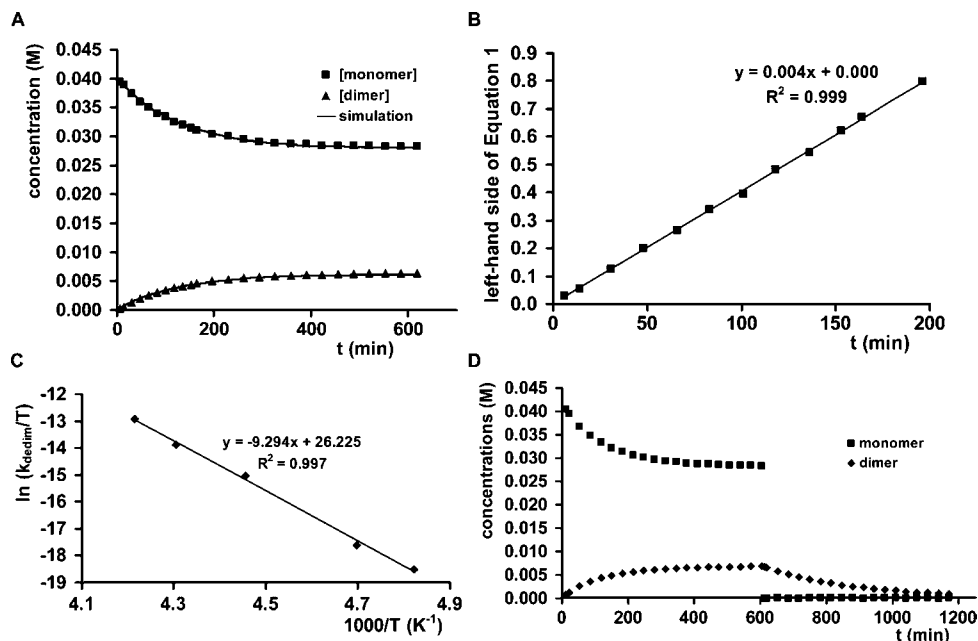 A
concentration (M)
0.045
0.040
0.035
0.030
0.025
0.020
0.015
0.010
0.005
0.000
[monomer]
[dimer]
simulation
0 200 400 600
t (min)
B
left-hand side of Equation 1
0.9
0.8
0.7
0.6
0.5
0.4
0.3
0.2
0.1
0.0
y = 0.004x + 0.000
R² = 0.999
0 50 100 150 200
t (min)
C
ln (kdedim/T)
-12
-13
-14
-15
-16
-17
-18
-19
y = -9.294x + 26.225
R² = 0.997
4.1 4.3 4.5 4.7 4.9
1000/T (K⁻¹)
D
concentrations (M)
0.045
0.040
0.035
0.030
0.025
0.020
0.015
0.010
0.005
0.000
monomer
dimer
0 200 400 600 800 1000 1200
t (min)